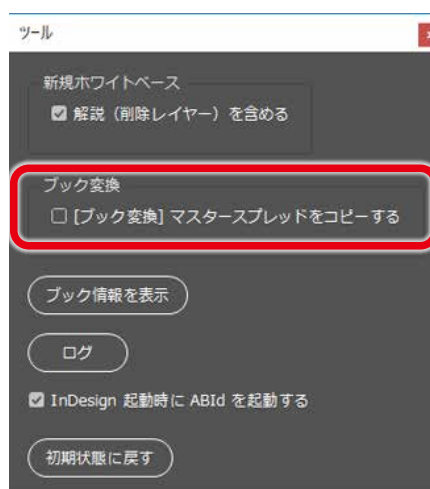 ツール
新規ホワイトベース
解説（削除レイヤー）を含める
ブック変換
[ブック変換] マスタースプレッドをコピーする
ブック情報を表示
ログ
InDesign 起動時に ABId を起動する
初期状態に戻す